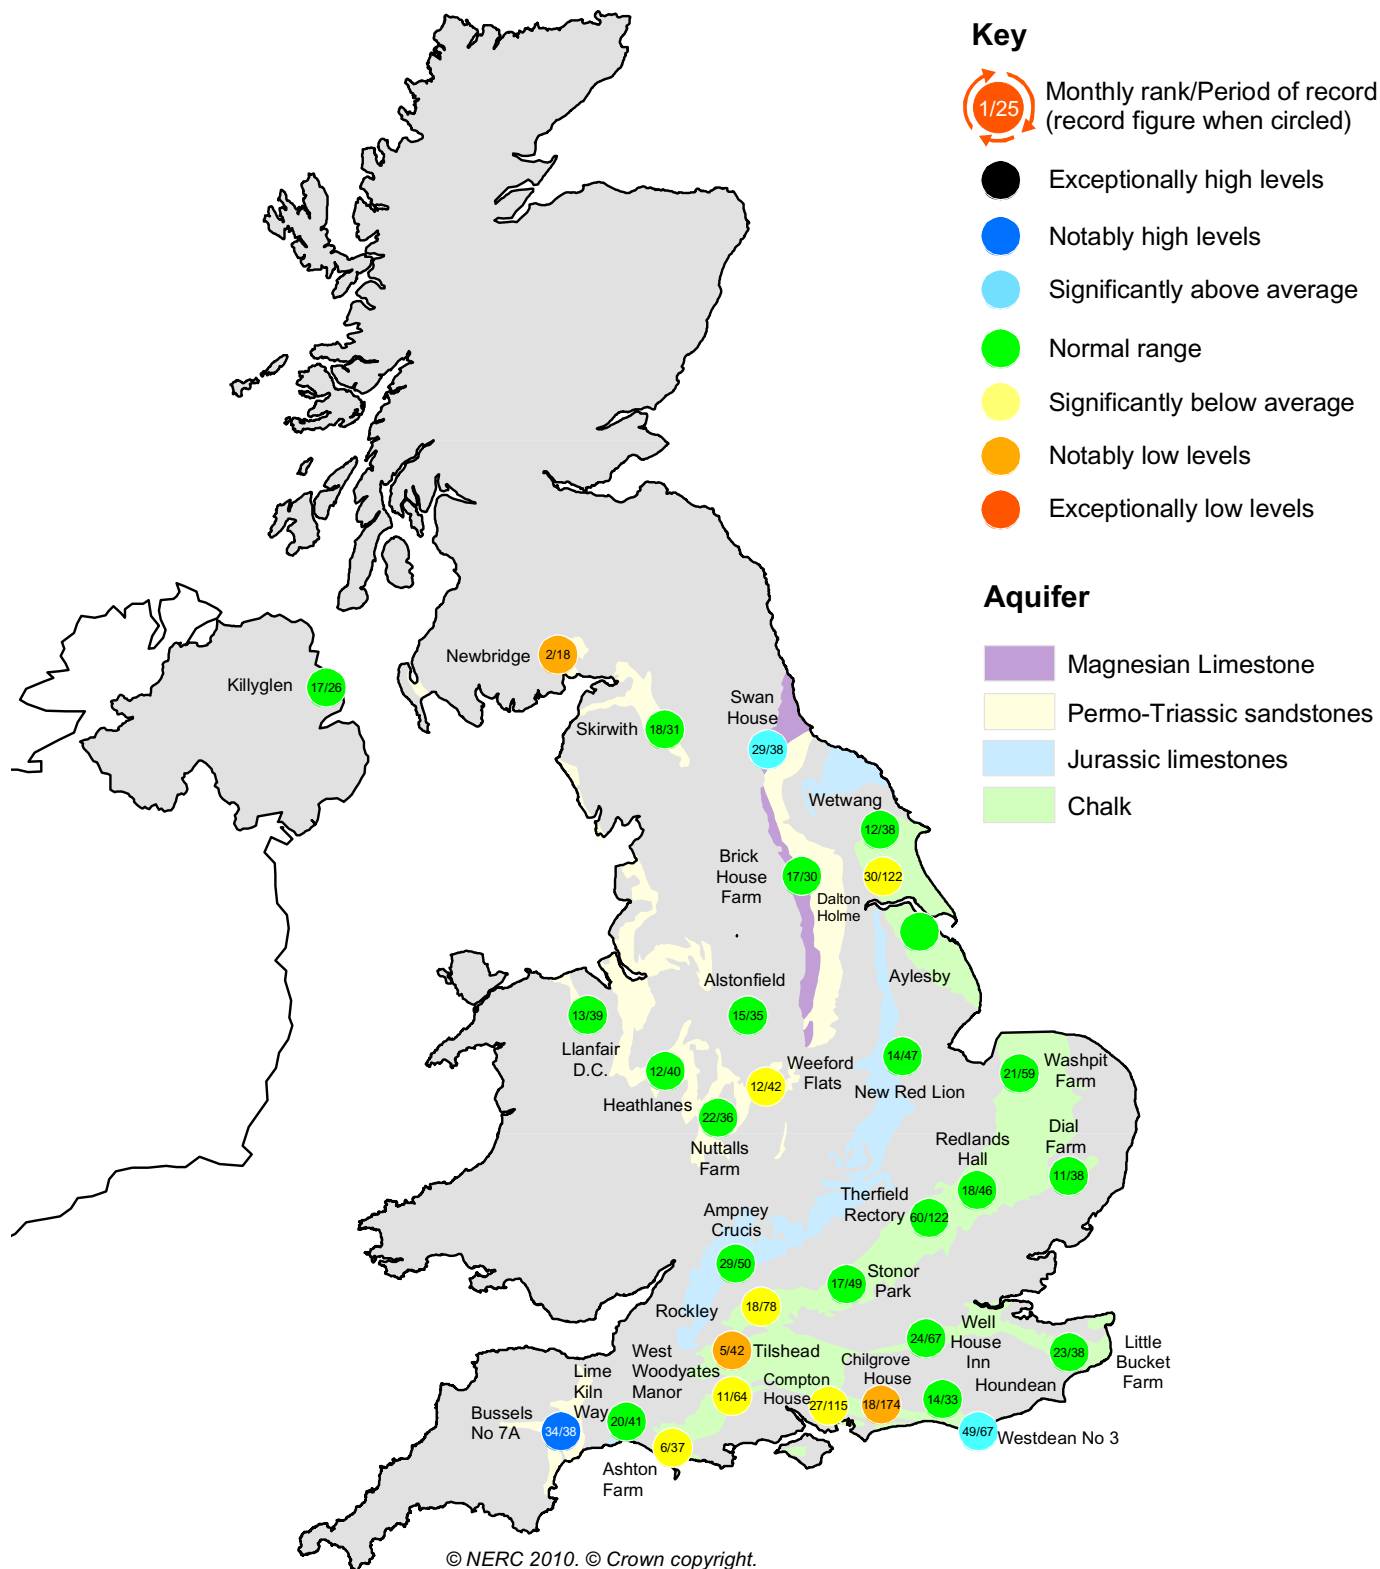 Key
1/25
Monthly rank/Period of record
(record figure when circled)
Exceptionally high levels
Notably high levels
Significantly above average
Normal range
Significantly below average
Notably low levels
Exceptionally low levels
Aquifer
Magnesian Limestone
Permo-Triassic sandstones
Jurassic limestones
Chalk
Newbridge
2/18
Killyglen
17/26
Skirwith
18/31
Swan
House
29/38
Wetwang
12/38
Brick
House
Farm
17/30
30/122
Dalton
Holme
Aylesby
Alstonfield
15/35
13/39
Llanfair
D.C.
12/40
Heathlanes
Weeford
Flats
12/42
22/36
Nuttalls
Farm
14/47
New Red Lion
Washpit
Farm
21/59
Dial
Farm
11/38
Redlands
Hall
18/46
Therfield
Rectory
60/122
Ampney
Crucis
29/50
Stonor
Park
17/49
Rockley
18/78
Well
House
Inn
24/67
Little
Bucket
Farm
23/38
5/42
Tilshead
West
Woodyates
Manor
11/64
Compton
House
27/115
Chilgrove
House
18/174
Houndean
14/33
49/67
Westdean No 3
Lime
Kiln
Way
20/41
Bussels
No 7A
34/38
6/37
Ashton
Farm
© NERC 2010. © Crown copyright.